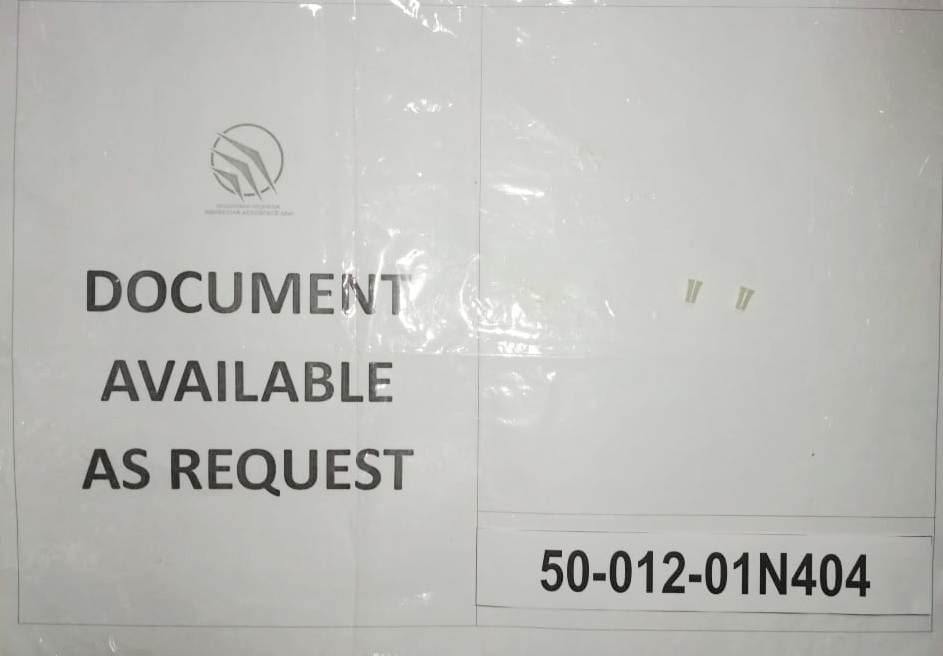 DOCUMENT
AVAILABLE
AS REQUEST
50-012-01N404